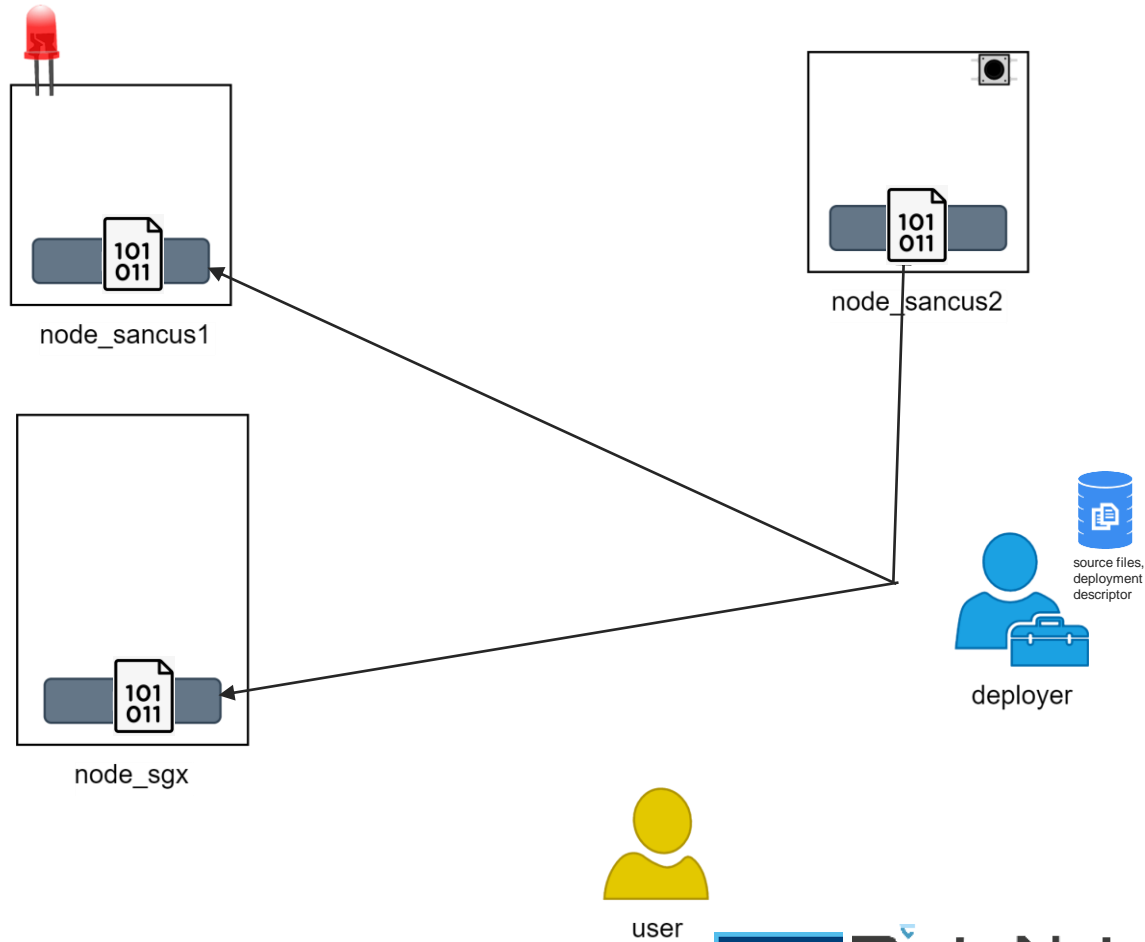 101
011
node_sancus1
101
011
node_sancus2
source files,
deployment
descriptor
deployer
101
011
node_sgx
user